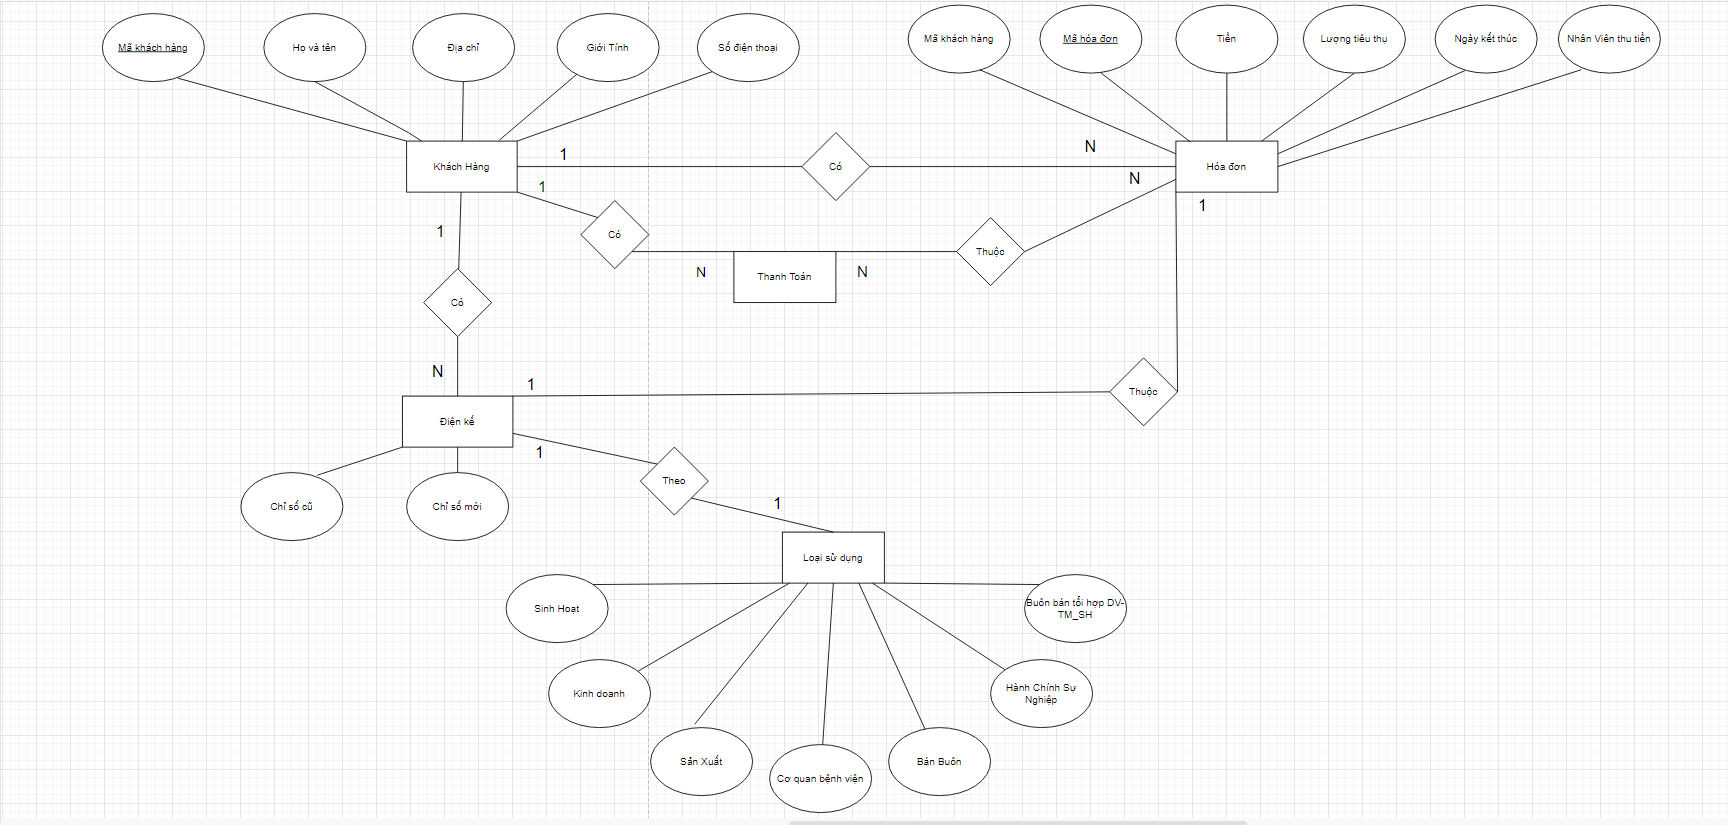 Mã khách hàng
Họ và tên
Địa chỉ
Giới Tính
Số điện thoại
Mã khách hàng
Mã hóa đơn
Tiền
Lượng tiêu thụ
Ngày kết thúc
Nhân Viên thu tiền
Khách Hàng
1
Có
N
Hóa đơn
1
N
1
1
Có
Thuộc
N
Thanh Toán
N
Có
N
1
Thuộc
Điện kế
1
Theo
Chỉ số cũ
Chỉ số mới
1
Loại sử dụng
Sinh Hoạt
Buôn bán tổi hợp DV-
TM_SH
Kinh doanh
Hành Chính Sự
Nghiệp
Sản Xuất
Cơ quan bệnh viện
Bán Buôn